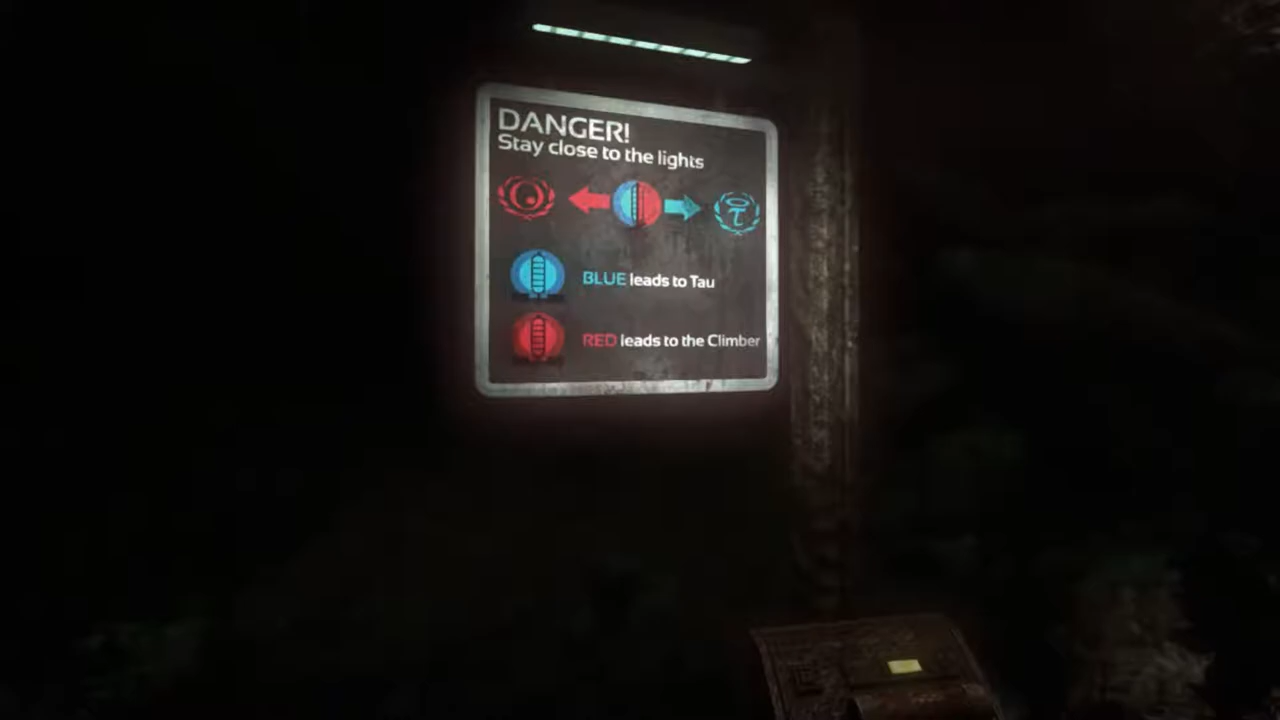 DANGER!
Stay close to the lights
τ
BLUE leads to Tau
RED leads to the Climber